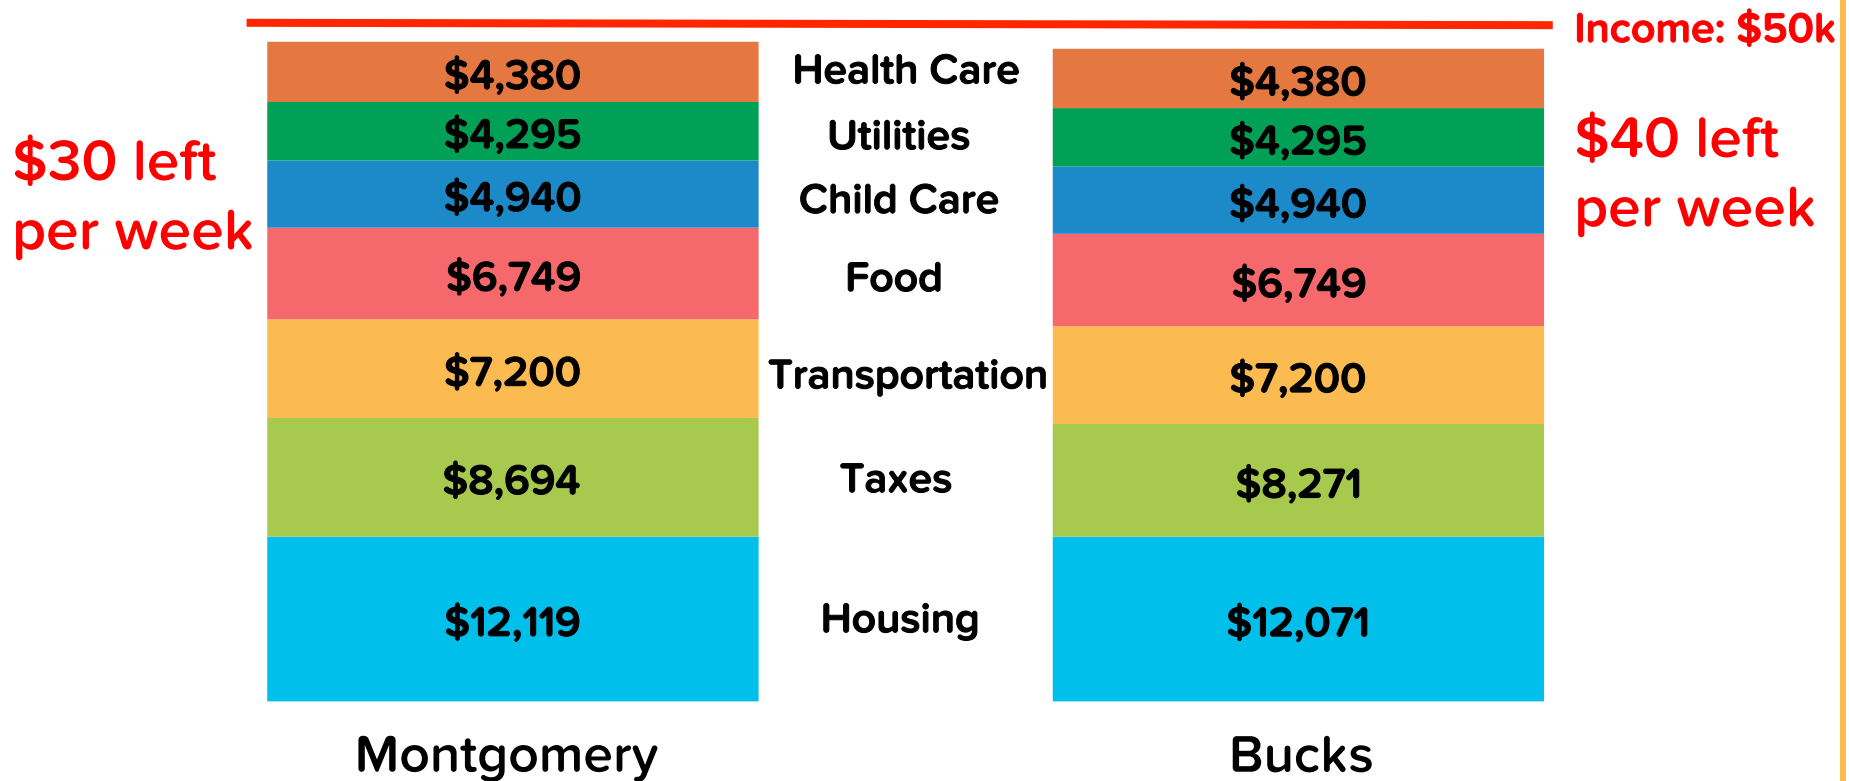 Income: $50k
$4,380
Health Care
$4,380
$4,295
Utilities
$4,295
$30 left
per week
$40 left
per week
$4,940
Child Care
$4,940
$6,749
Food
$6,749
$7,200
Transportation
$7,200
$8,694
Taxes
$8,271
$12,119
Housing
$12,071
Montgomery
Bucks